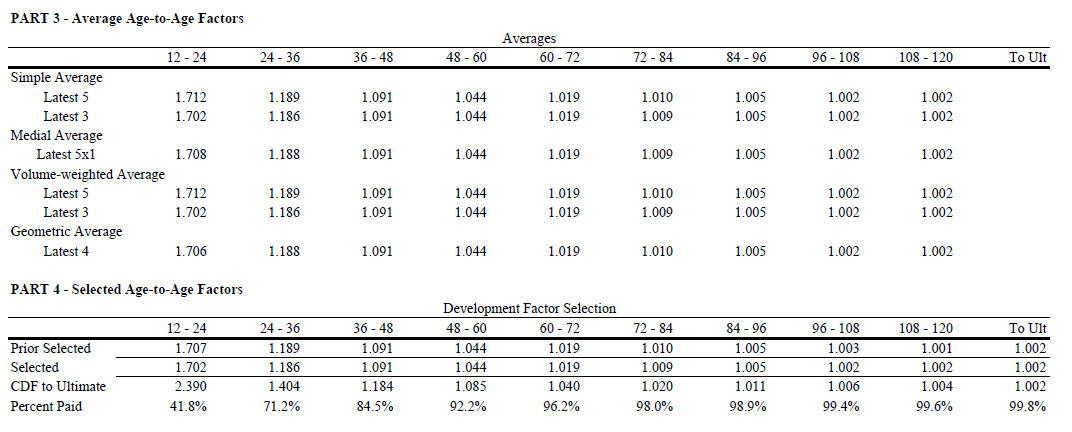 PART 3 - Average Age-to-Age Factors
Averages
12 - 24 24 - 36 36 - 48 48 - 60 60 - 72 72 - 84 84 - 96 96 - 108 108 - 120 To Ult
Simple Average
Latest 5 1.712 1.189 1.091 1.044 1.019 1.010 1.005 1.002 1.002
Latest 3 1.702 1.186 1.091 1.044 1.019 1.009 1.005 1.002 1.002
Medial Average
Latest 5x1 1.708 1.188 1.091 1.044 1.019 1.009 1.005 1.002 1.002
Volume-weighted Average
Latest 5 1.712 1.189 1.091 1.044 1.019 1.010 1.005 1.002 1.002
Latest 3 1.702 1.186 1.091 1.044 1.019 1.009 1.005 1.002 1.002
Geometric Average
Latest 4 1.706 1.188 1.091 1.044 1.019 1.010 1.005 1.002 1.002
PART 4 - Selected Age-to-Age Factors
Development Factor Selection
12 - 24 24 - 36 36 - 48 48 - 60 60 - 72 72 - 84 84 - 96 96 - 108 108 - 120 To Ult
Prior Selected 1.707 1.189 1.091 1.044 1.019 1.010 1.005 1.003 1.001 1.002
Selected 1.702 1.186 1.091 1.044 1.019 1.009 1.005 1.002 1.002 1.002
CDF to Ultimate 2.390 1.404 1.184 1.085 1.040 1.020 1.011 1.006 1.004 1.002
Percent Paid 41.8% 71.2% 84.5% 92.2% 96.2% 98.0% 98.9% 99.4% 99.6% 99.8%